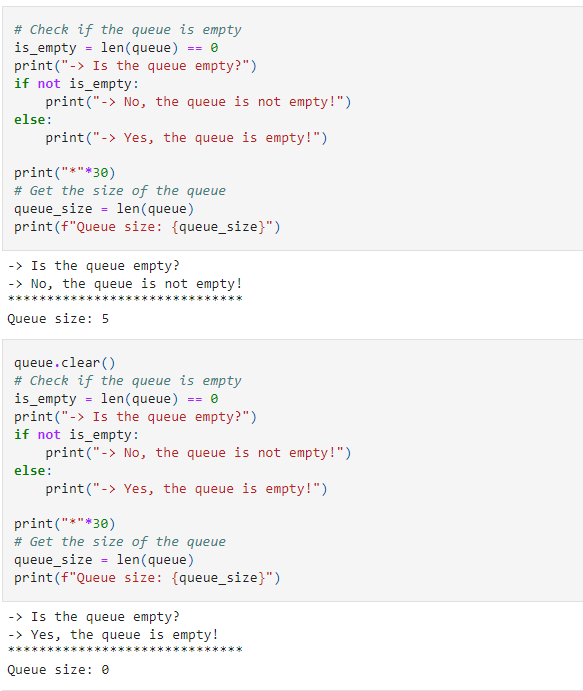 # Check if the queue is empty
is_empty = len(queue) == 0
print("-> Is the queue empty?")
if not is_empty:
    print("-> No, the queue is not empty!")
else:
    print("-> Yes, the queue is empty!")

print("*"*30)
# Get the size of the queue
queue_size = len(queue)
print(f"Queue size: {queue_size}")
-> Is the queue empty?
-> No, the queue is not empty!
******************************
Queue size: 5
queue.clear()
# Check if the queue is empty
is_empty = len(queue) == 0
print("-> Is the queue empty?")
if not is_empty:
    print("-> No, the queue is not empty!")
else:
    print("-> Yes, the queue is empty!")

print("*"*30)
# Get the size of the queue
queue_size = len(queue)
print(f"Queue size: {queue_size}")
-> Is the queue empty?
-> Yes, the queue is empty!
******************************
Queue size: 0